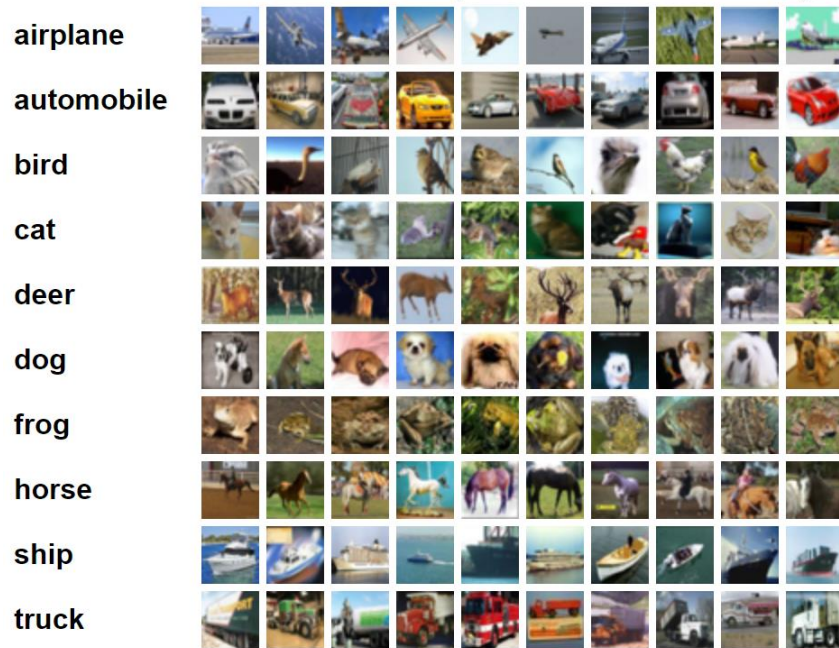 airplane
automobile
bird
cat
deer
dog
frog
horse
ship
truck